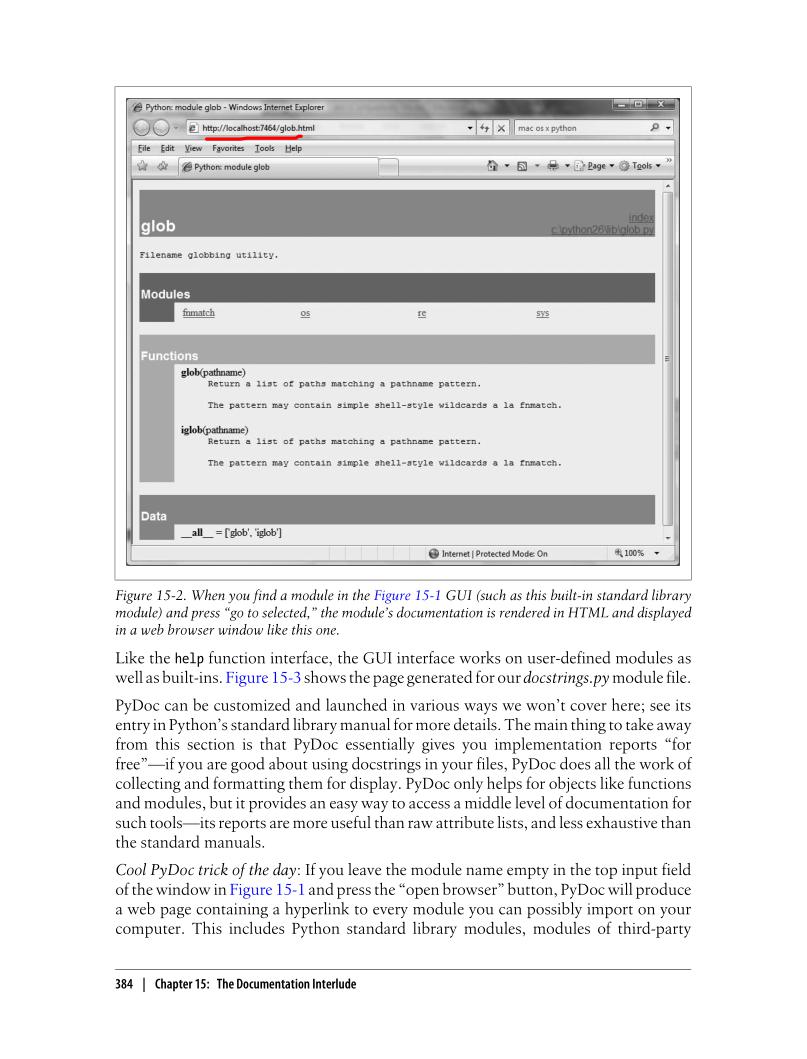 Python: module glob - Windows Internet Explorer
http://localhost:7464/glob.html
mac os x python
File Edit View Favorites Tools Help
Python: module glob
Page Tools
glob
index
c:\python26\lib\glob.py
Filename globbing utility.
Modules
fnmatch os re sys
Functions
glob(pathname)
Return a list of paths matching a pathname pattern.
The pattern may contain simple shell-style wildcards a la fnmatch.
iglob(pathname)
Return a list of paths matching a pathname pattern.
The pattern may contain simple shell-style wildcards a la fnmatch.
Data
__all__ = ['glob', 'iglob']
Internet | Protected Mode: On
100%
Figure 15-2. When you find a module in the Figure 15-1 GUI (such as this built-in standard library
module) and press “go to selected,” the module’s documentation is rendered in HTML and displayed
in a web browser window like this one.
Like the help function interface, the GUI interface works on user-defined modules as
well as built-ins. Figure 15-3 shows the page generated for our docstrings.py module file.
PyDoc can be customized and launched in various ways we won’t cover here; see its
entry in Python’s standard library manual for more details. The main thing to take away
from this section is that PyDoc essentially gives you implementation reports “for
free”—if you are good about using docstrings in your files, PyDoc does all the work of
collecting and formatting them for display. PyDoc only helps for objects like functions
and modules, but it provides an easy way to access a middle level of documentation for
such tools—its reports are more useful than raw attribute lists, and less exhaustive than
the standard manuals.
Cool PyDoc trick of the day: If you leave the module name empty in the top input field
of the window in Figure 15-1 and press the “open browser” button, PyDoc will produce
a web page containing a hyperlink to every module you can possibly import on your
computer. This includes Python standard library modules, modules of third-party
384 | Chapter 15: The Documentation Interlude